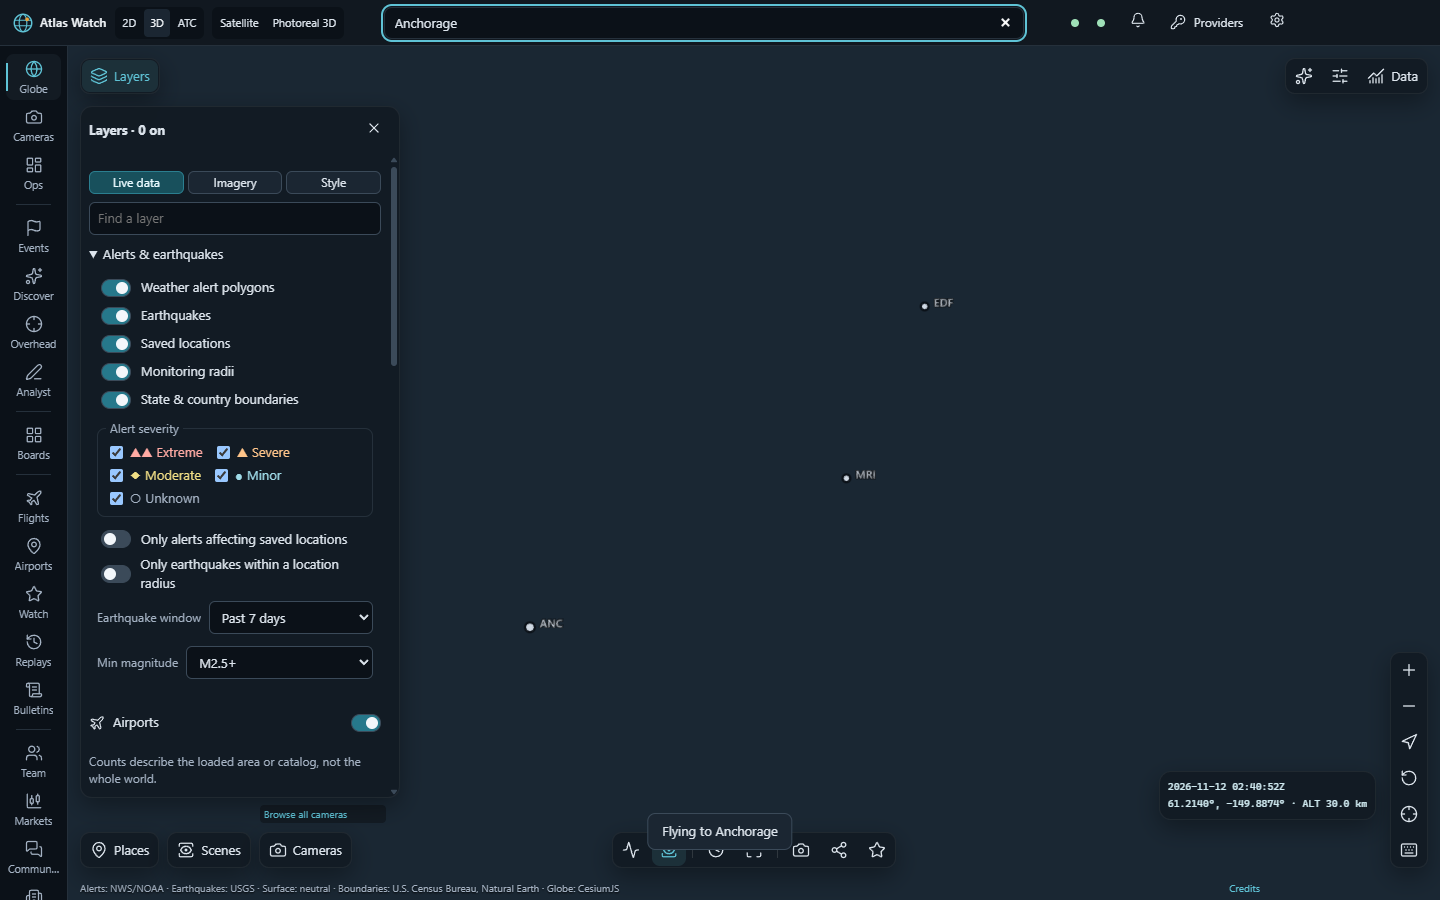 Atlas Watch
2D 3D ATC
Satellite Photoreal 3D
Anchorage
Providers
Globe
Cameras
Ops
Events
Discover
Overhead
Analyst
Boards
Flights
Airports
Watch
Replays
Bulletins
Team
Markets
Commun...
Layers
Data
Layers · 0 on
Live data Imagery Style
Find a layer
Alerts & earthquakes
Weather alert polygons
Earthquakes
Saved locations
Monitoring radii
State & country boundaries
Alert severity
Extreme Severe
Moderate Minor
Unknown
Only alerts affecting saved locations
Only earthquakes within a location
radius
Earthquake window Past 7 days
Min magnitude M2.5+
Airports
Counts describe the loaded area or catalog, not the
whole world.
Browse all cameras
EDF
MRI
ANC
2026-11-12 02:40:52Z
61.2140°, -149.8874° · ALT 30.0 km
Places Scenes Cameras
Flying to Anchorage
Alerts: NWS/NOAA · Earthquakes: USGS · Surface: neutral · Boundaries: U.S. Census Bureau, Natural Earth · Globe: CesiumJS
Credits